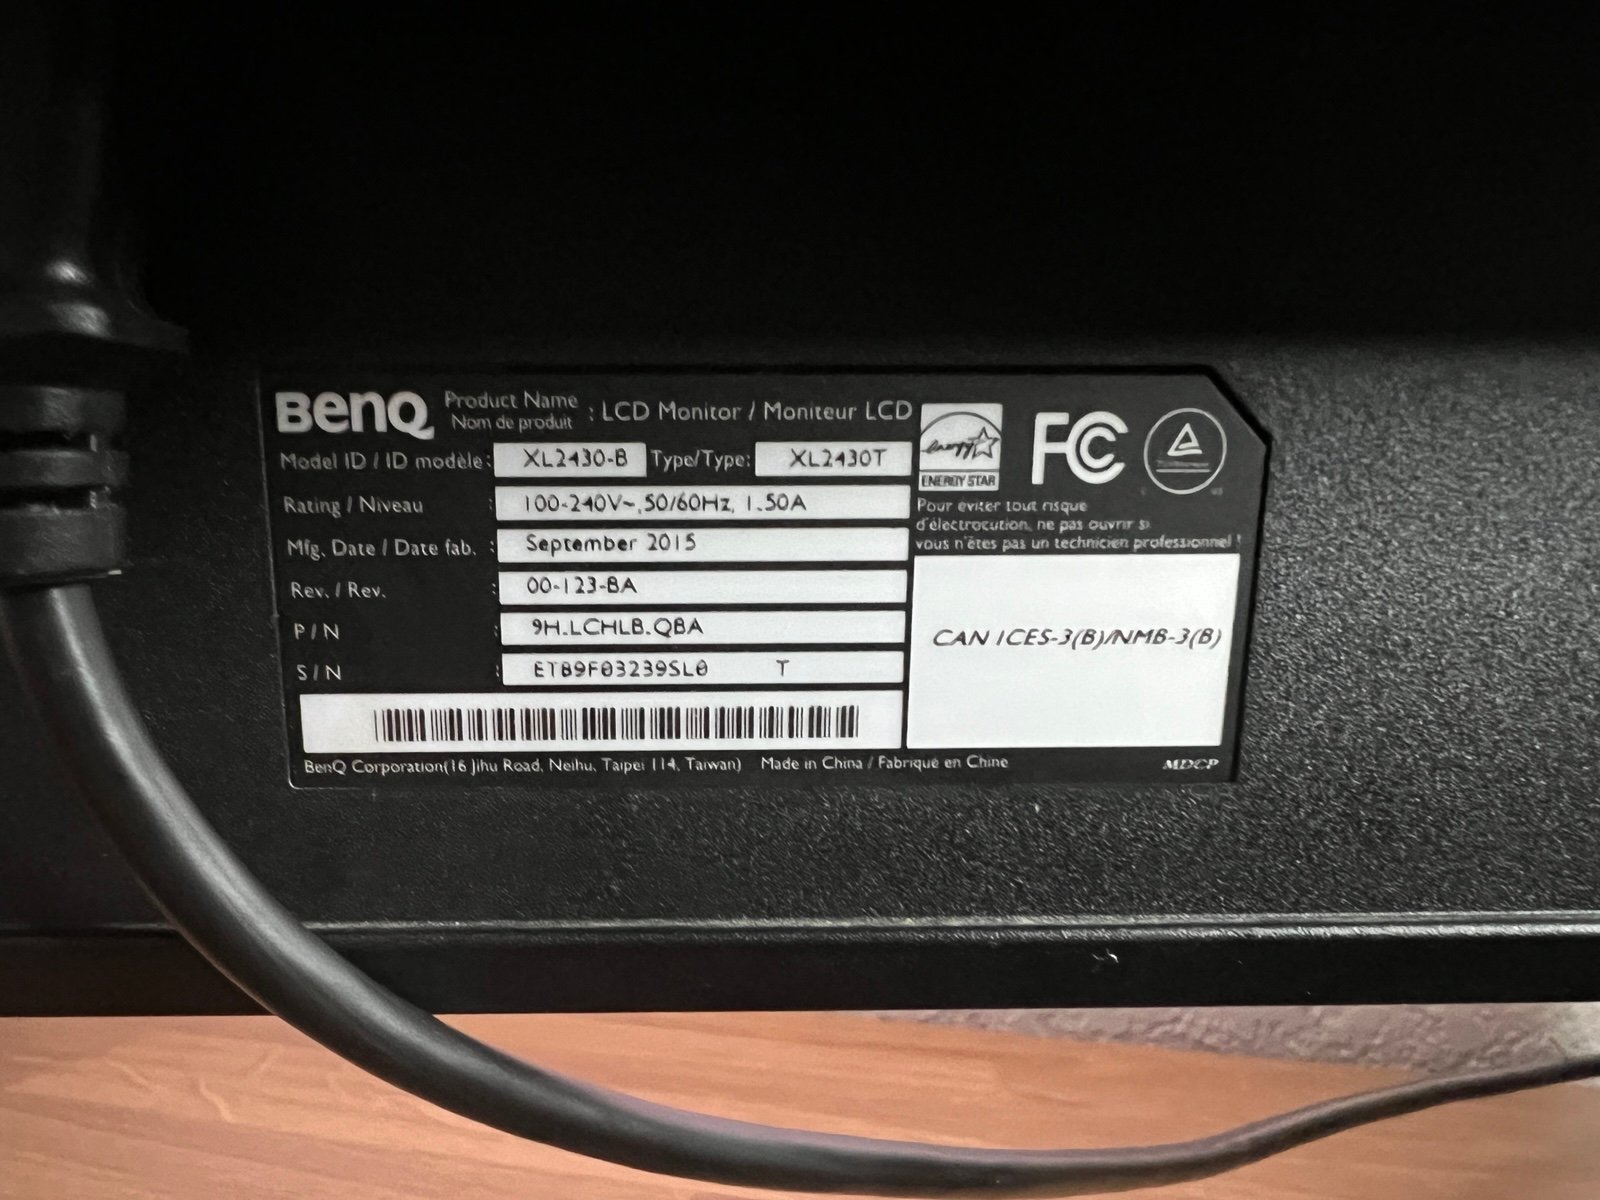 BenQ
Product Name
Nom de produit : LCD Monitor / Moniteur LCD
Model ID / ID modèle : XL2430-B Type/Type: XL2430T
Rating / Niveau 100-240V~, 50/60Hz, 1.50A
Mfg. Date / Date fab. : September 2015
Rev. / Rev. : 00-123-BA
P/N : 9H.LCHLB.QBA
S/N : ETB9F03239SL0 T
BenQ Corporation(16 Jihu Road, Neihu, Taipei 114, Taiwan) Made in China / Fabriqué en Chine
energy
ENERGY STAR
FC
Pour éviter tout risque
d'électrocution, ne pas ouvrir si
vous n'êtes pas un technicien professionnel !
CAN ICES-3(B)/NMB-3(B)
MDCP